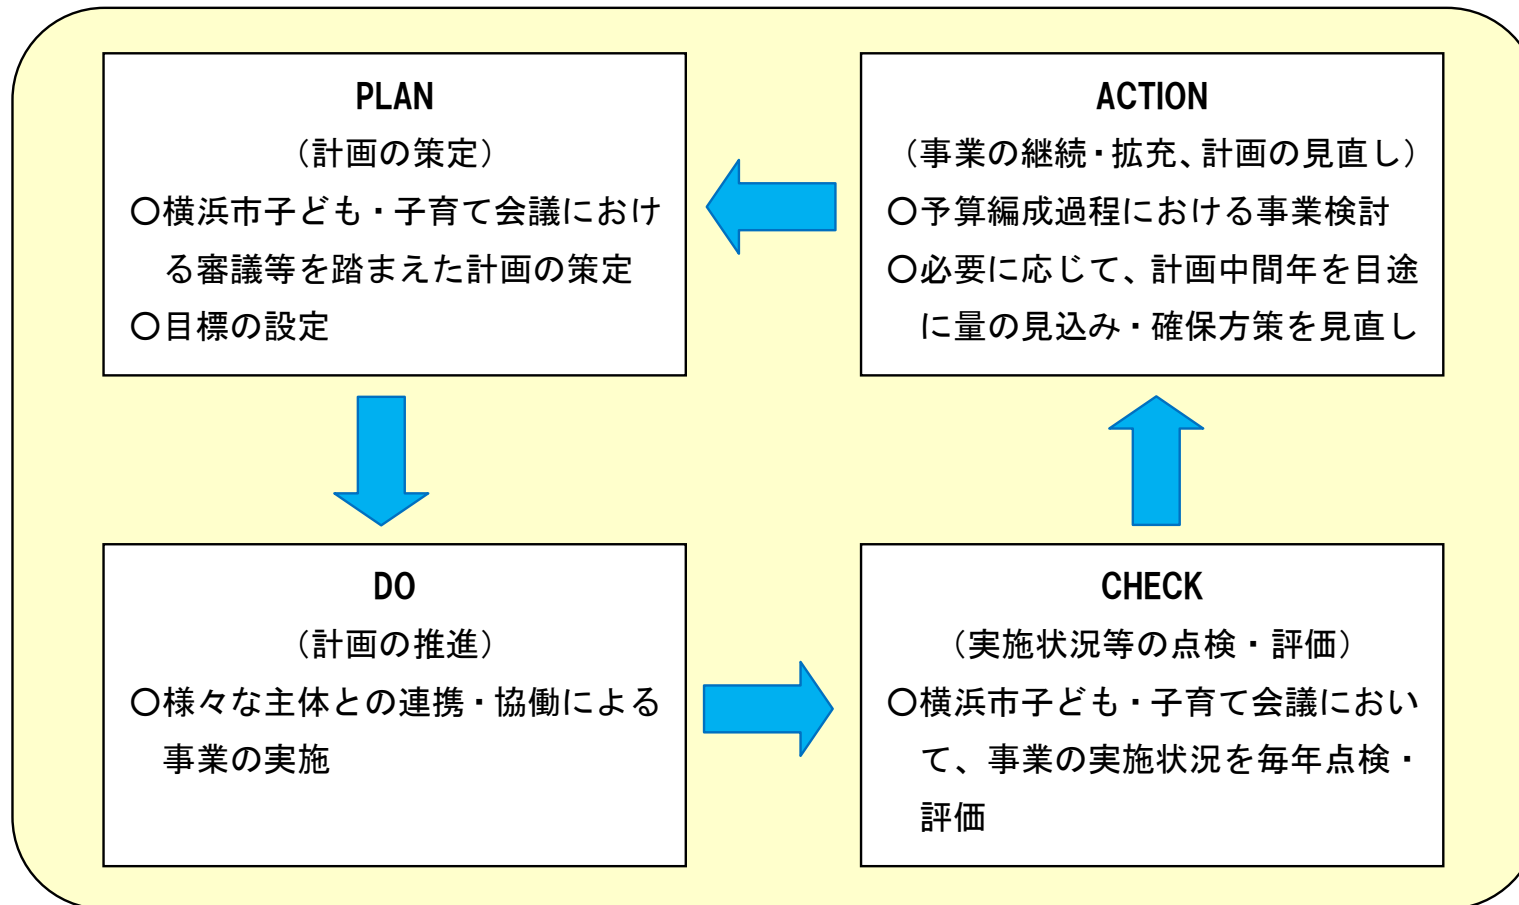 PLAN
（計画の策定）
〇横浜市子ども・子育て会議におけ
る審議等を踏まえた計画の策定
〇目標の設定
ACTION
（事業の継続・拡充、計画の見直し）
〇予算編成過程における事業検討
〇必要に応じて、計画中間年を目途
に量の見込み・確保方策を見直し
DO
（計画の推進）
〇様々な主体との連携・協働による
事業の実施
CHECK
（実施状況等の点検・評価）
〇横浜市子ども・子育て会議におい
て、事業の実施状況を毎年点検・
評価